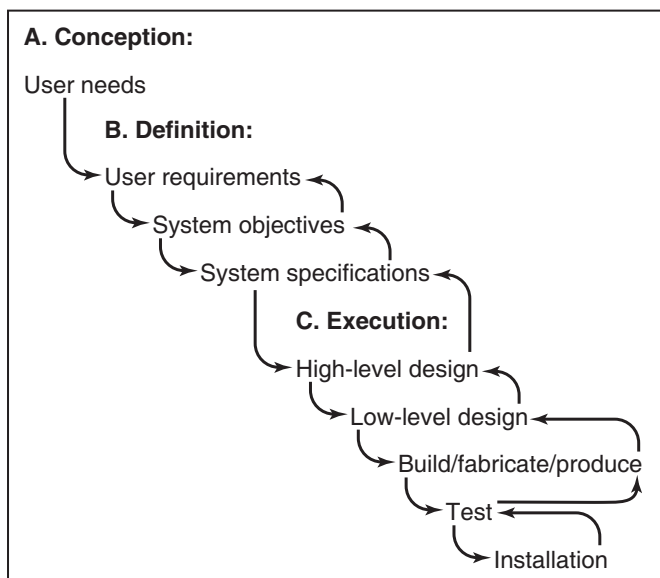 A. Conception:
User needs
B. Definition:
User requirements
System objectives
System specifications
C. Execution:
High-level design
Low-level design
Build/fabricate/produce
Test
Installation